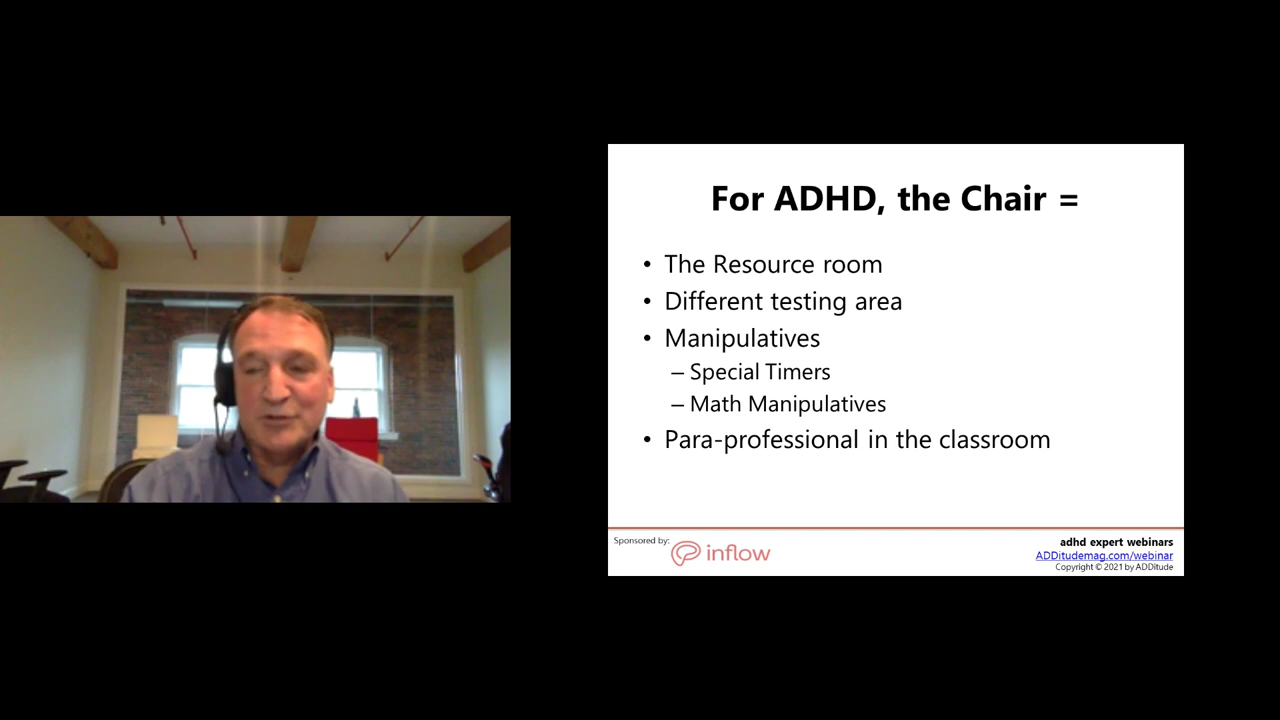 For ADHD, the Chair =
• The Resource room
• Different testing area
• Manipulatives
– Special Timers
– Math Manipulatives
• Para-professional in the classroom
Sponsored by:
inflow
adhd expert webinars
ADDitudemag.com/webinar
Copyright © 2021 by ADDitude